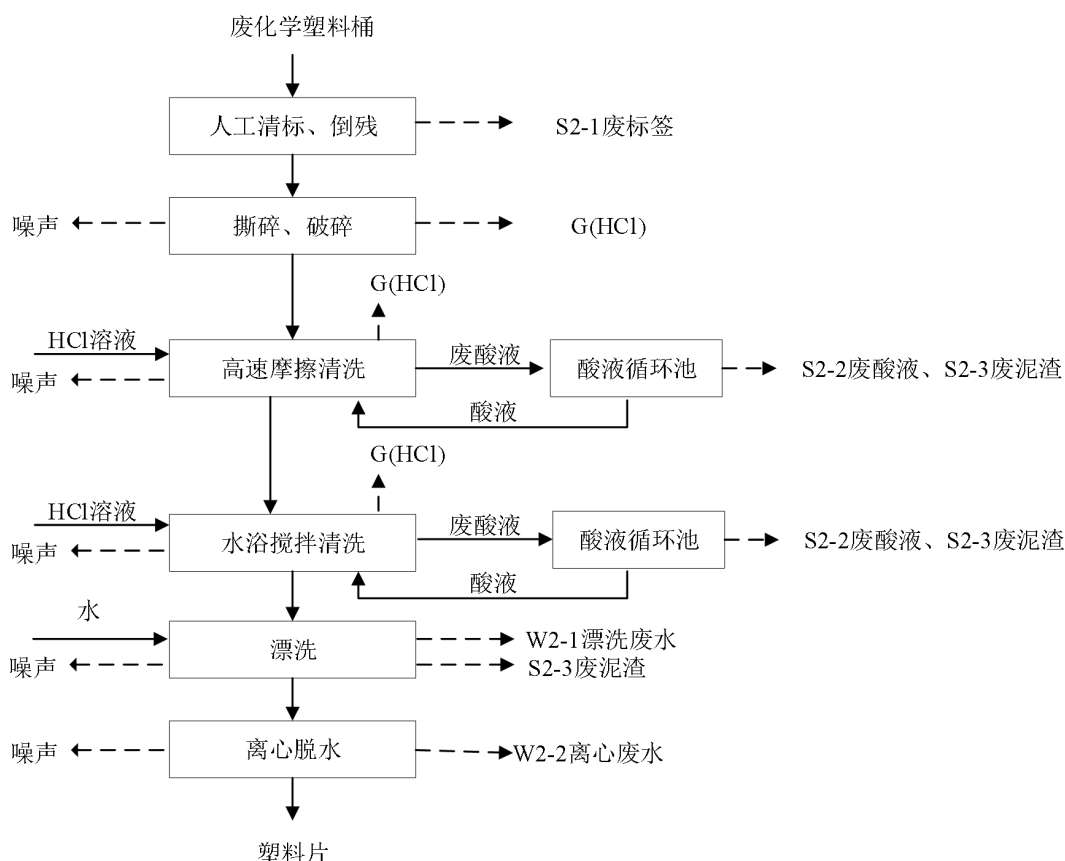 废化学塑料桶
人工清标、倒残
S2-1废标签
噪声
撕碎、破碎
G(HCl)
G(HCl)
HCl溶液
噪声
高速摩擦清洗
废酸液
酸液循环池
S2-2废酸液、S2-3废泥渣
酸液
G(HCl)
HCl溶液
噪声
水浴搅拌清洗
废酸液
酸液循环池
S2-2废酸液、S2-3废泥渣
酸液
水
噪声
漂洗
W2-1漂洗废水
S2-3废泥渣
噪声
离心脱水
W2-2离心废水
塑料片